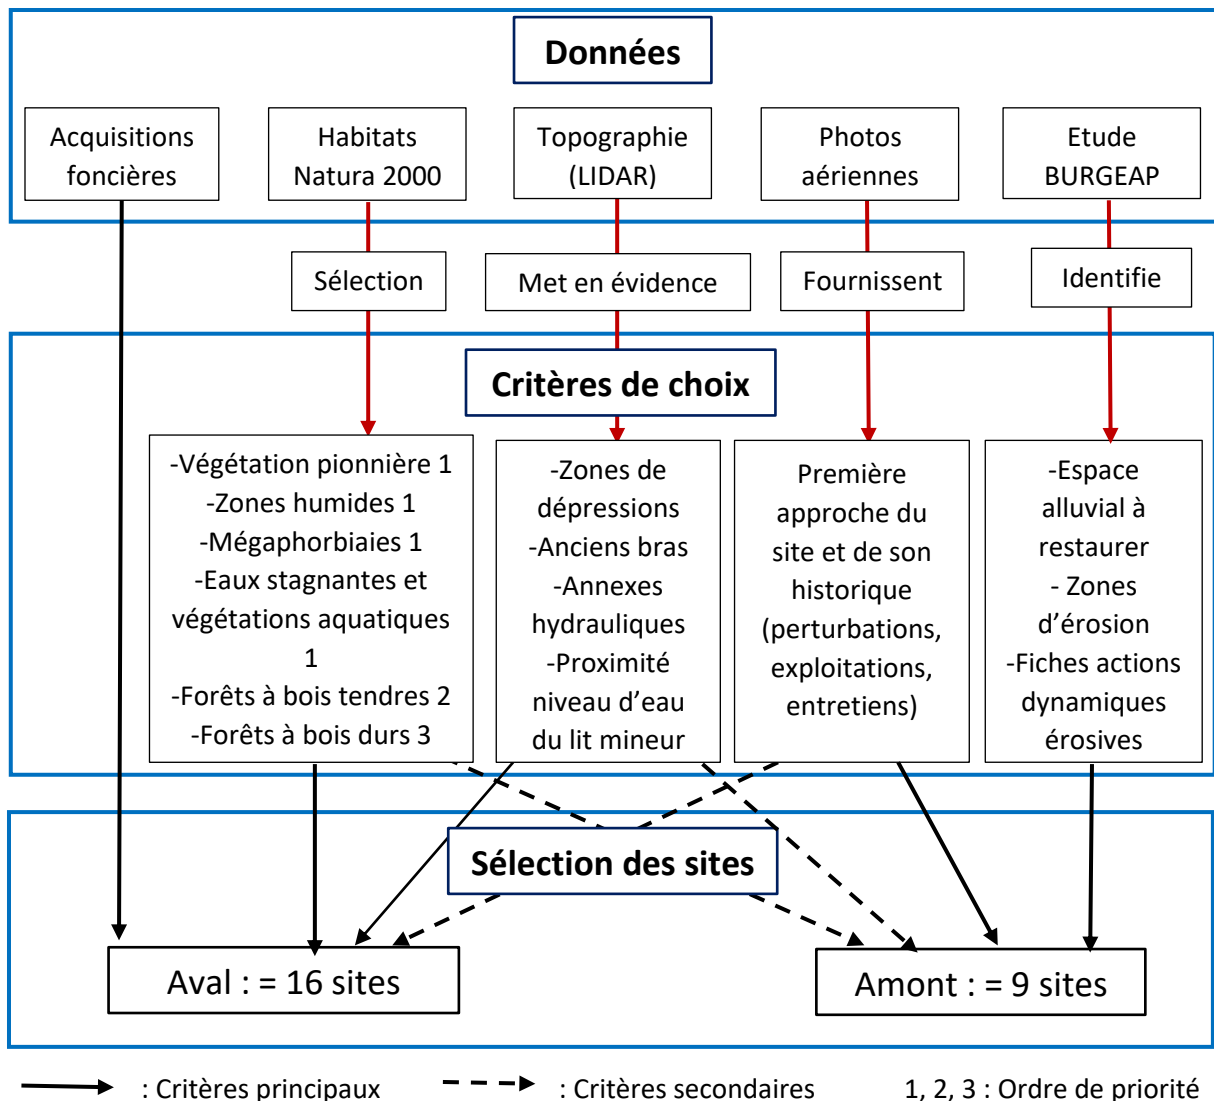 Données
Acquisitions
foncières
Habitats
Natura 2000
Topographie
(LIDAR)
Photos
aériennes
Etude
BURGEAP
Sélection
Met en évidence
Fournissent
Identifie
Critères de choix
-Végétation pionnière 1
-Zones humides 1
-Mégaphorbiaies 1
-Eaux stagnantes et
végétations aquatiques
1
-Forêts à bois tendres 2
-Forêts à bois durs 3
-Zones de
dépressions
-Anciens bras
-Annexes
hydrauliques
-Proximité
niveau d’eau
du lit mineur
Première
approche du
site et de son
historique
(perturbations,
exploitations,
entretiens)
-Espace
alluvial à
restaurer
- Zones
d’érosion
-Fiches actions
dynamiques
érosives
Sélection des sites
Aval : = 16 sites
Amont : = 9 sites
: Critères principaux
: Critères secondaires
1, 2, 3 : Ordre de priorité